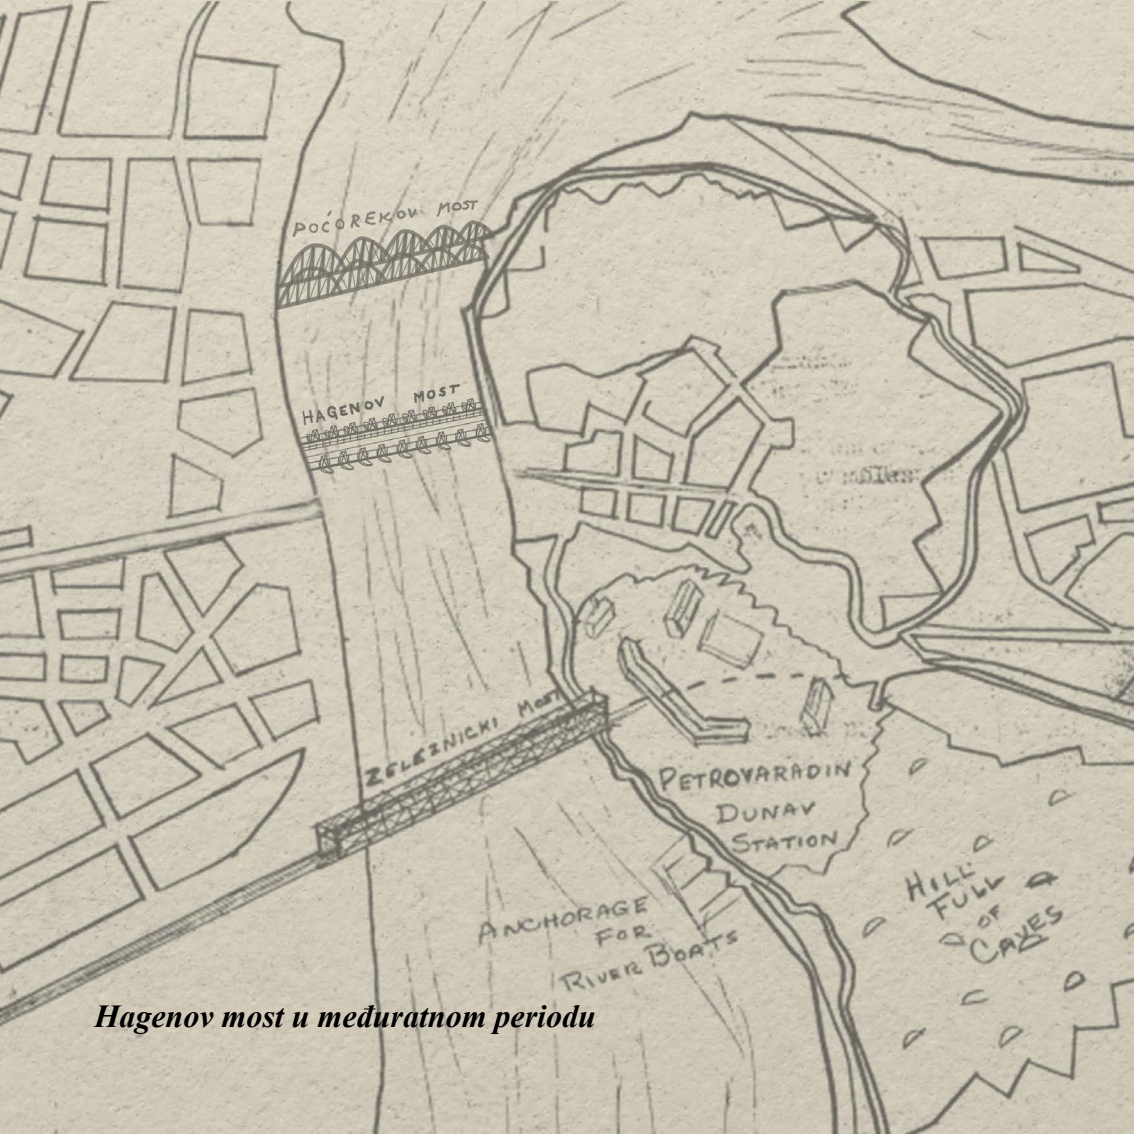 POĆOREKOV MOST
HAGENOV MOST
ZELEZNICKI MOST
PETROVARADIN
DUNAV
STATION
HILL
FULL
OF
CAVES
ANCHORAGE
FOR
RIVER BOATS
Hagenov most u međuratnom periodu